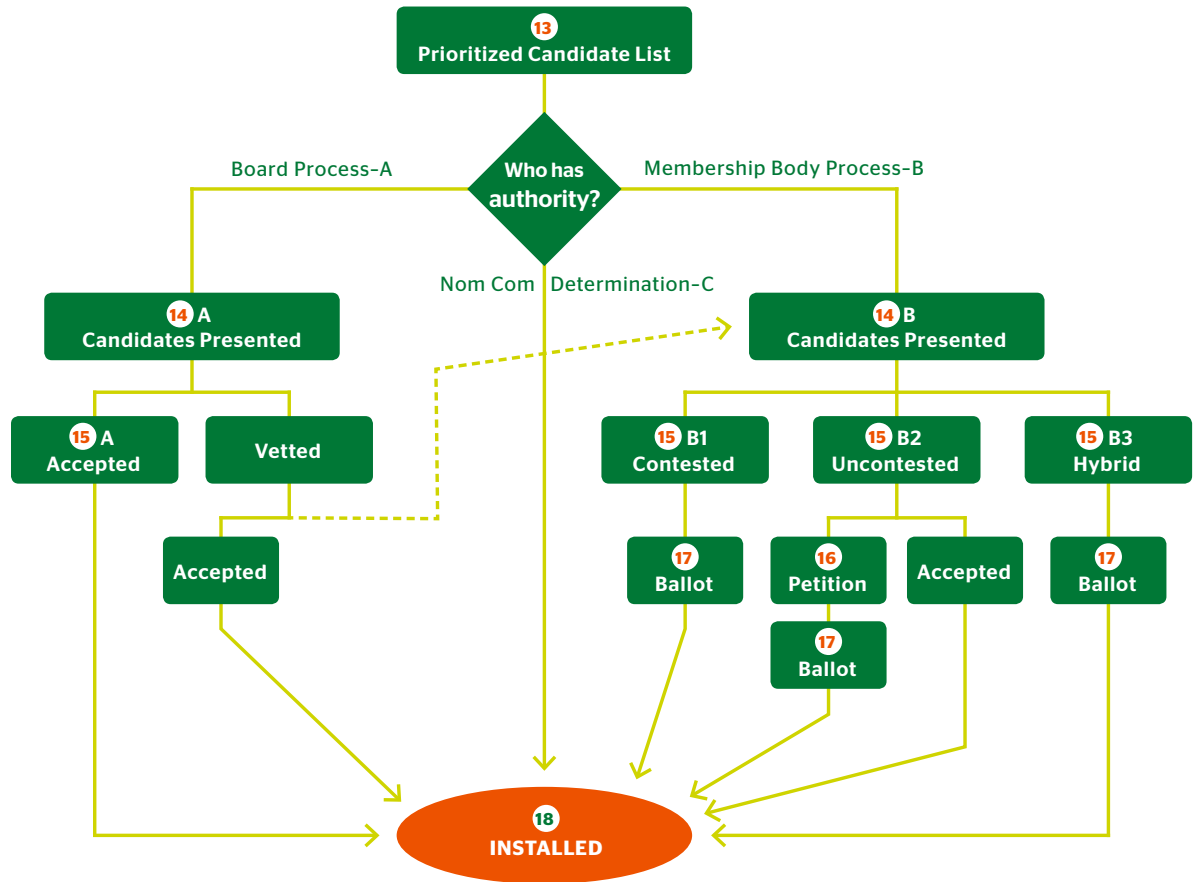 13
Prioritized Candidate List
Who has
authority?
Board Process-A
Membership Body Process-B
Nom Com Determination-C
14 A
Candidates Presented
14 B
Candidates Presented
15 A
Accepted
Vetted
15 B1
Contested
15 B2
Uncontested
15 B3
Hybrid
Accepted
17
Ballot
16
Petition
Accepted
17
Ballot
17
Ballot
18
INSTALLED